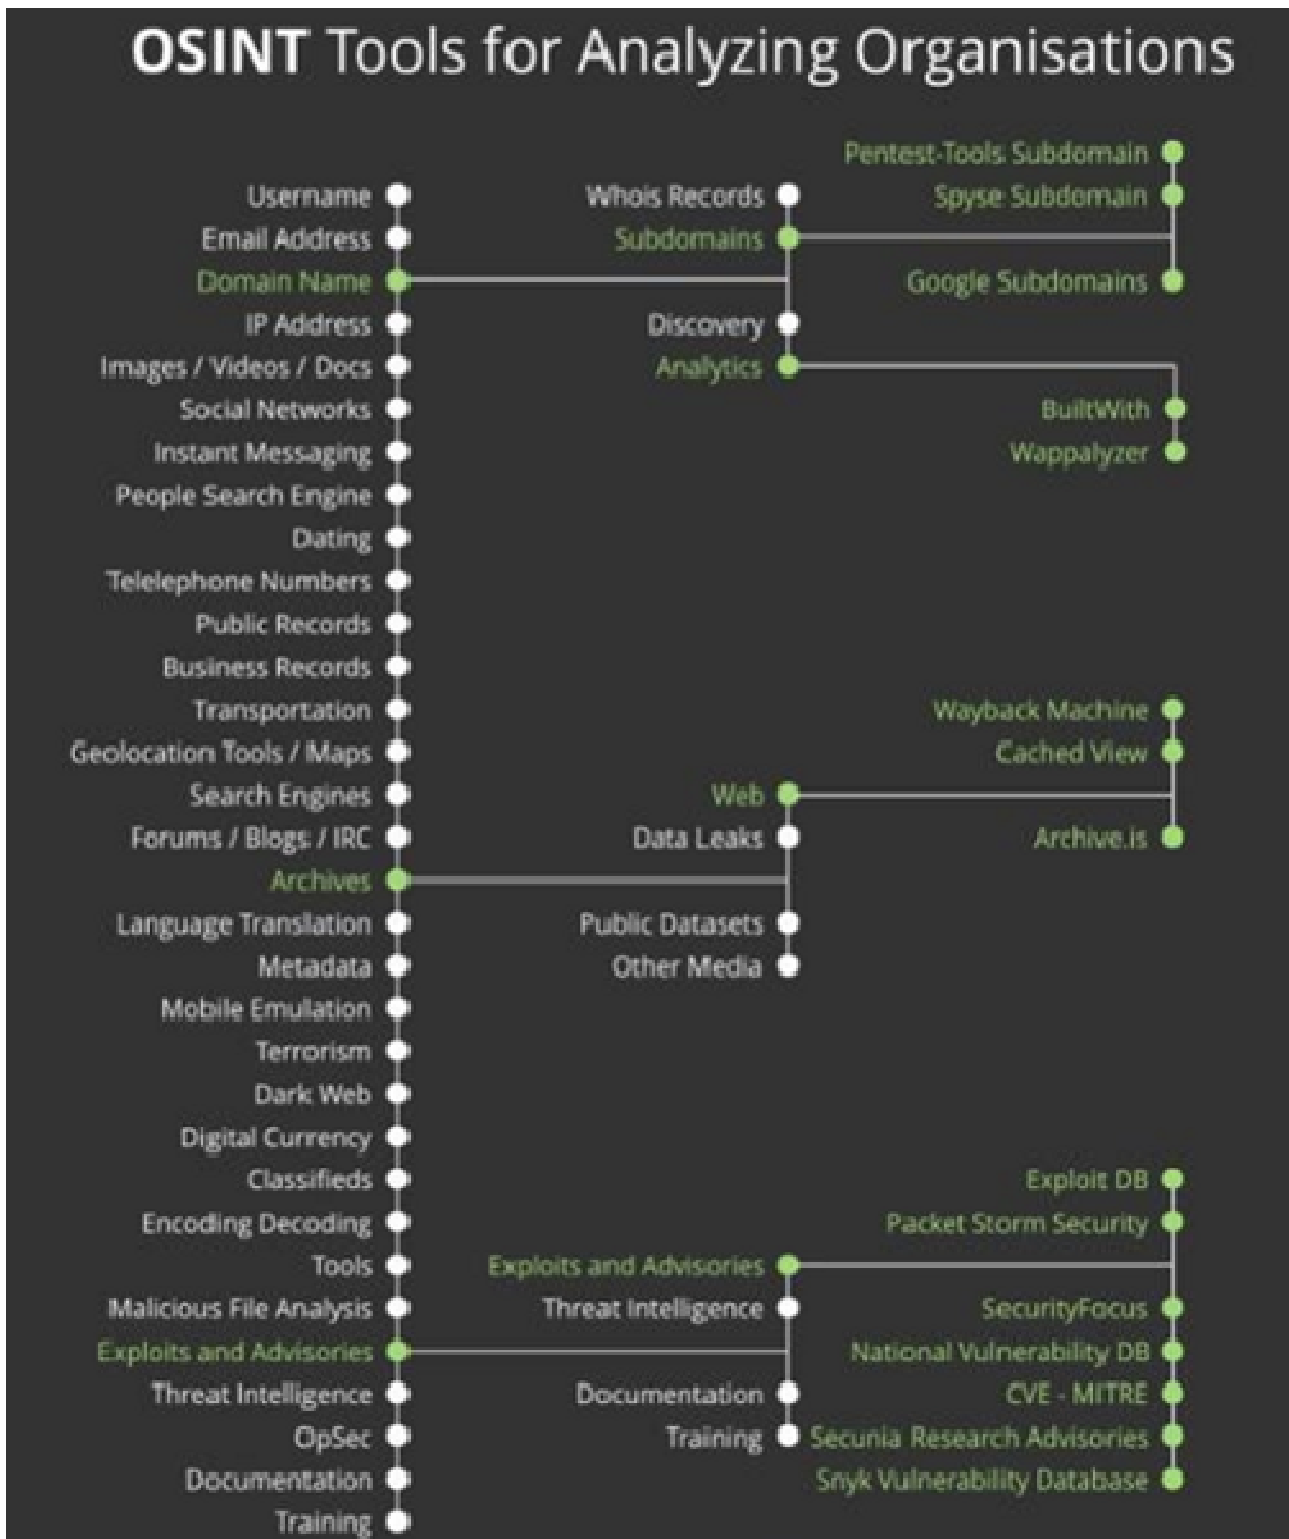 OSINT Tools for Analyzing Organisations
Pentest-Tools Subdomain
Username
Whois Records
Spyse Subdomain
Email Address
Subdomains
Domain Name
Google Subdomains
IP Address
Discovery
Images / Videos / Docs
Analytics
Social Networks
BuiltWith
Instant Messaging
Wappalyzer
People Search Engine
Dating
Telelephone Numbers
Public Records
Business Records
Transportation
Wayback Machine
Geolocation Tools / Maps
Cached View
Search Engines
Web
Forums / Blogs / IRC
Data Leaks
Archive.is
Archives
Language Translation
Public Datasets
Metadata
Other Media
Mobile Emulation
Terrorism
Dark Web
Digital Currency
Classifieds
Exploit DB
Encoding Decoding
Packet Storm Security
Tools
Exploits and Advisories
Malicious File Analysis
Threat Intelligence
SecurityFocus
Exploits and Advisories
National Vulnerability DB
Threat Intelligence
Documentation
CVE - MITRE
OpSec
Training
Secunia Research Advisories
Documentation
Snyk Vulnerability Database
Training